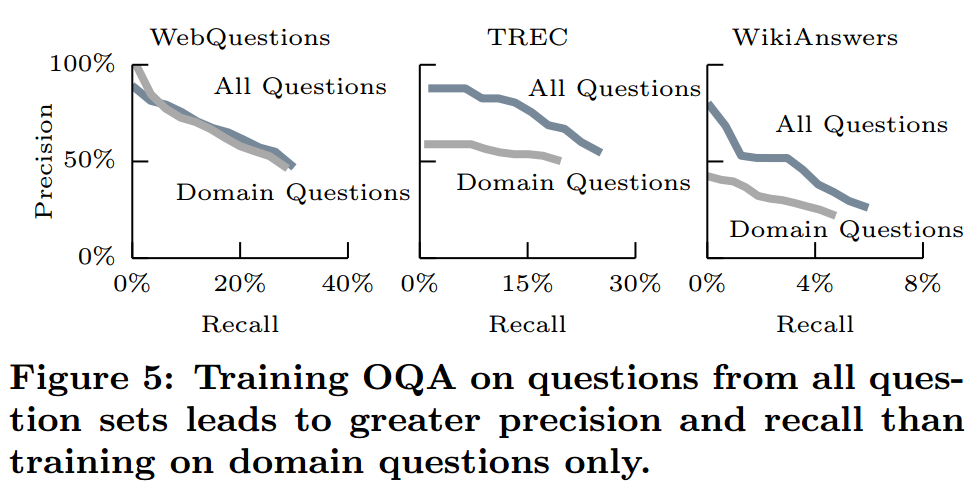 WebQuestions TREC WikiAnswers
100% All Questions All Questions
All Questions
Precision
50%
Domain Questions Domain Questions
Domain Questions
0%
0% 20% 40% 0% 15% 30% 0% 4% 8%
Recall Recall Recall
Figure 5: Training OQA on questions from all ques-
tion sets leads to greater precision and recall than
training on domain questions only.